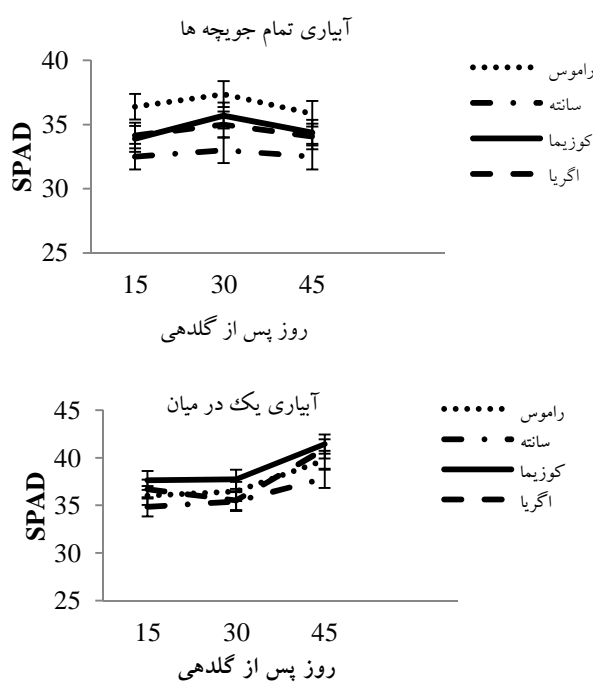 آبیاری تمام جویچه ها
40
35
30
25
SPAD
15 30 45
روز پس از گلدهی
راموس
سانته
کوزیما
اگریا
آبیاری یک در میان
45
40
35
30
25
SPAD
15 30 45
روز پس از گلدهی
راموس
سانته
کوزیما
اگریا